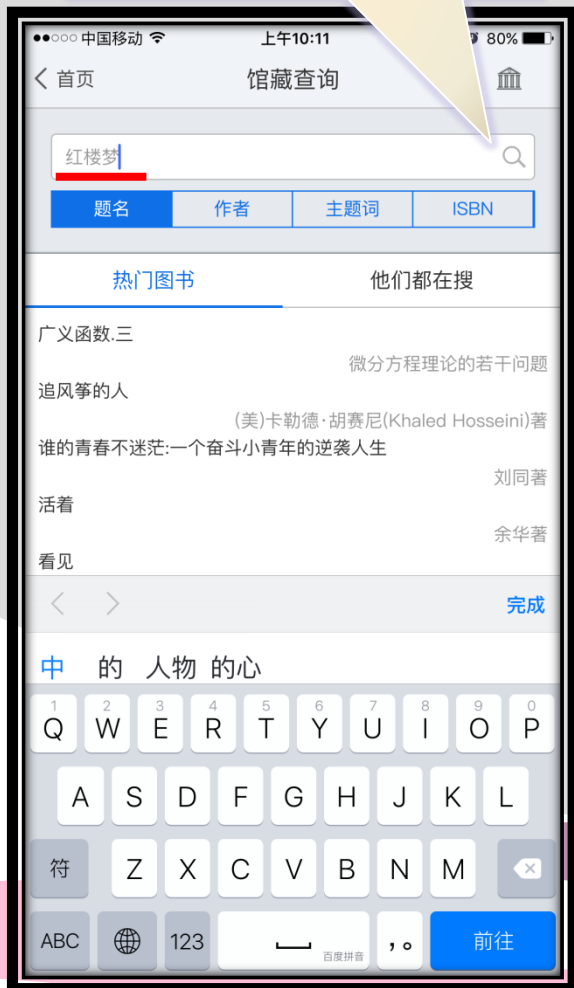 中国移动 上午10:11 80%
首页 馆藏查询
红楼梦
题名 作者 主题词 ISBN
热门图书 他们都在搜
广义函数.三
微分方程理论的若干问题
追风筝的人
(美)卡勒德·胡赛尼(Khaled Hosseini)著
谁的青春不迷茫:一个奋斗小青年的逆袭人生
刘同著
活着
余华著
看见
完成
中 的 人物 的心
1 2 3 4 5 6 7 8 9 0
Q W E R T Y U I O P
A S D F G H J K L
符 Z X C V B N M
ABC 123 百度拼音 ，。 前往